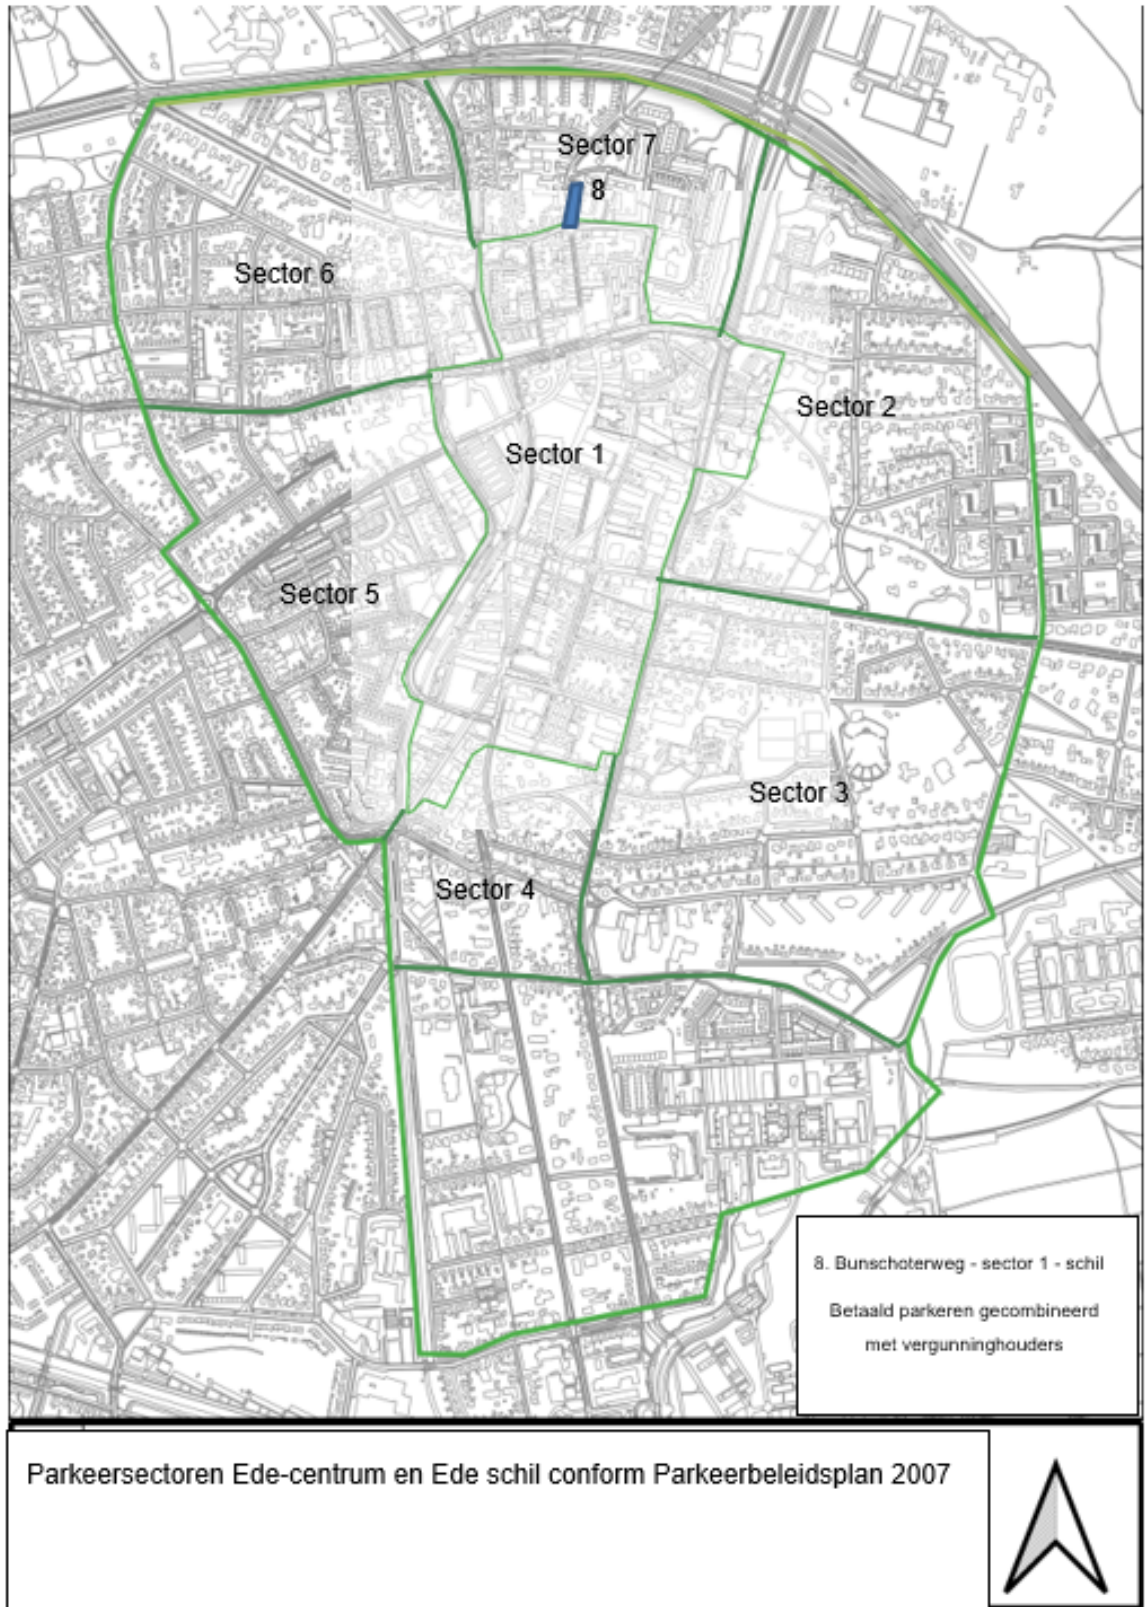 Sector 7
8
Sector 6
Sector 2
Sector 1
Sector 5
Sector 3
Sector 4
8. Bunschoterweg - sector 1 - schil
Betaald parkeren gecombineerd
met vergunninghouders
Parkeersectoren Ede-centrum en Ede schil conform Parkeerbeleidsplan 2007